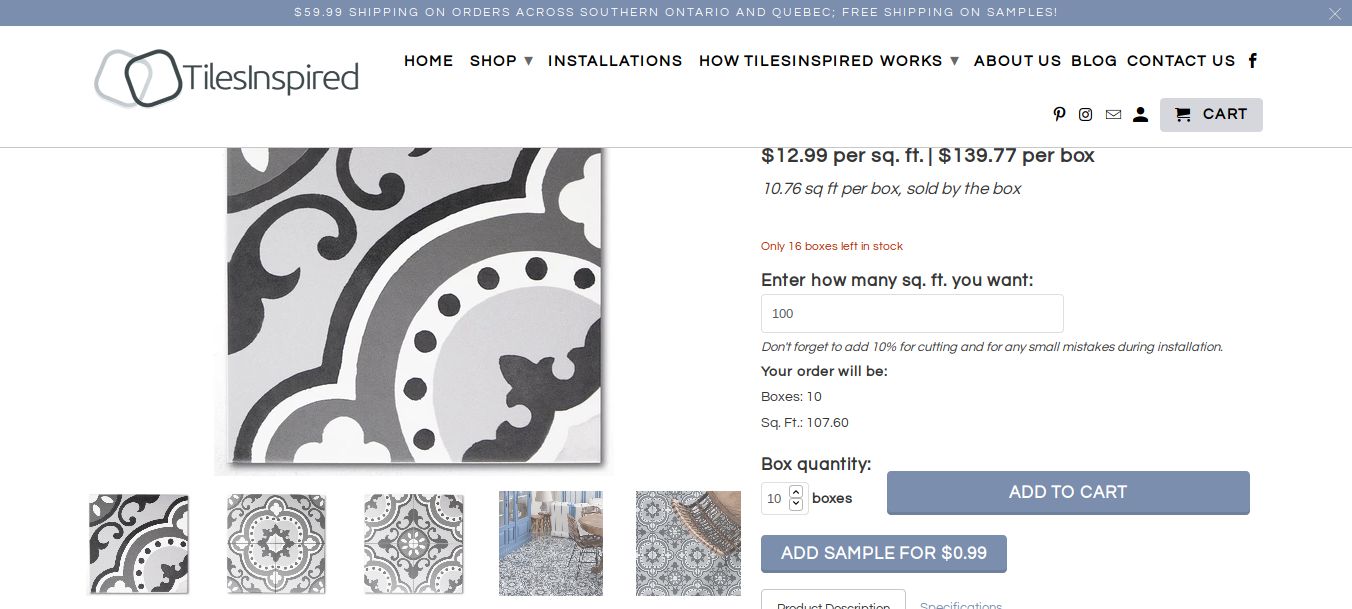 $59.99 SHIPPING ON ORDERS ACROSS SOUTHERN ONTARIO AND QUEBEC; FREE SHIPPING ON SAMPLES!
TilesInspired
HOME SHOP ▾ INSTALLATIONS HOW TILESINSPIRED WORKS ▾ ABOUT US BLOG CONTACT US
CART
$12.99 per sq. ft. | $139.77 per box
10.76 sq ft per box, sold by the box
Only 16 boxes left in stock
Enter how many sq. ft. you want:
100
Don't forget to add 10% for cutting and for any small mistakes during installation.
Your order will be:
Boxes: 10
Sq. Ft.: 107.60
Box quantity:
10 boxes
ADD TO CART
ADD SAMPLE FOR $0.99
Product Description Specifications